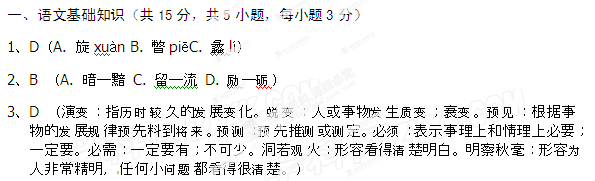 一、语文基础知识（共 15 分，共 5 小题，每小题 3 分）
1、D（A. 旋 xuàn B. 瞥 piěC. 蠡 lí）
2、B （A. 暗一黯 C. 留一流 D. 励一砺）
3、D （演变：指历时较久的发展变化。蜕变：人或事物发生质变；衰变。预见：根据事
物的发展规律预先料到将来。预测：预先推测或测定。必须：表示事理上和情理上必要；
一定要。必需：一定要有；不可少。洞若观火：形容看得清楚明白。明察秋毫：形容为
人非常精明，任何小问题都看得很清楚。）